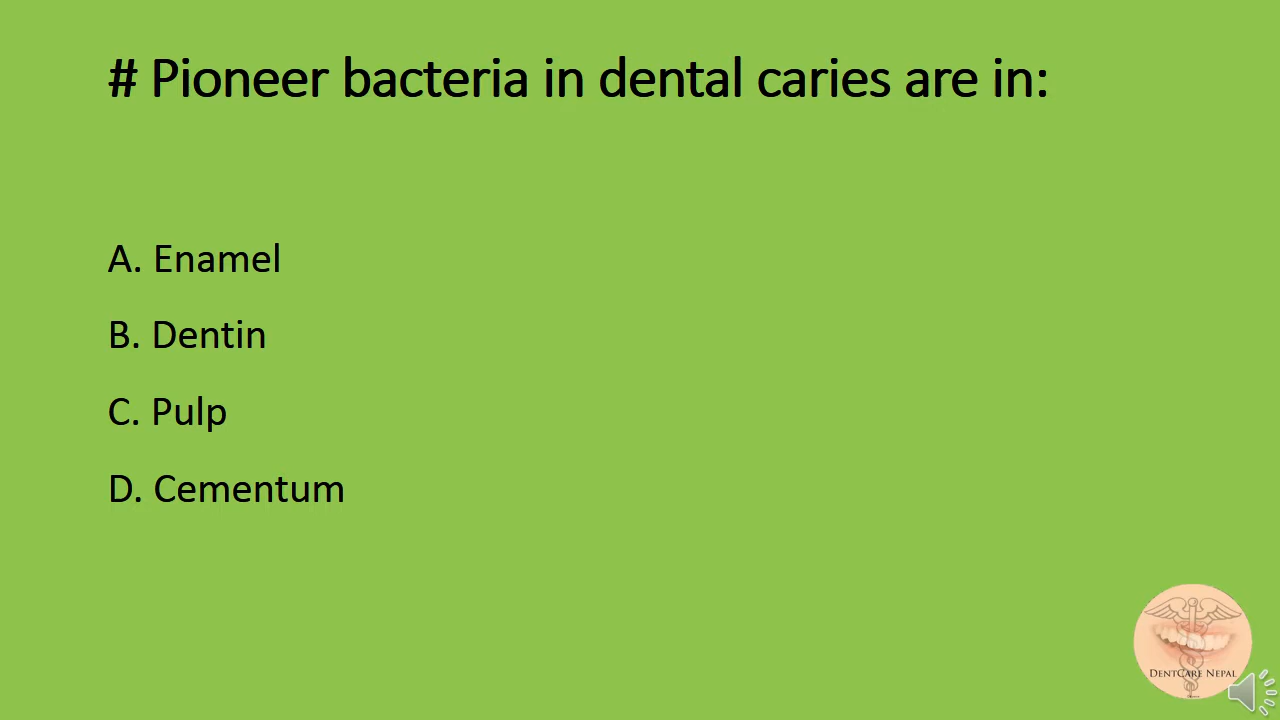 # Pioneer bacteria in dental caries are in:
A. Enamel
B. Dentin
C. Pulp
D. Cementum
DENTCARE NEPAL